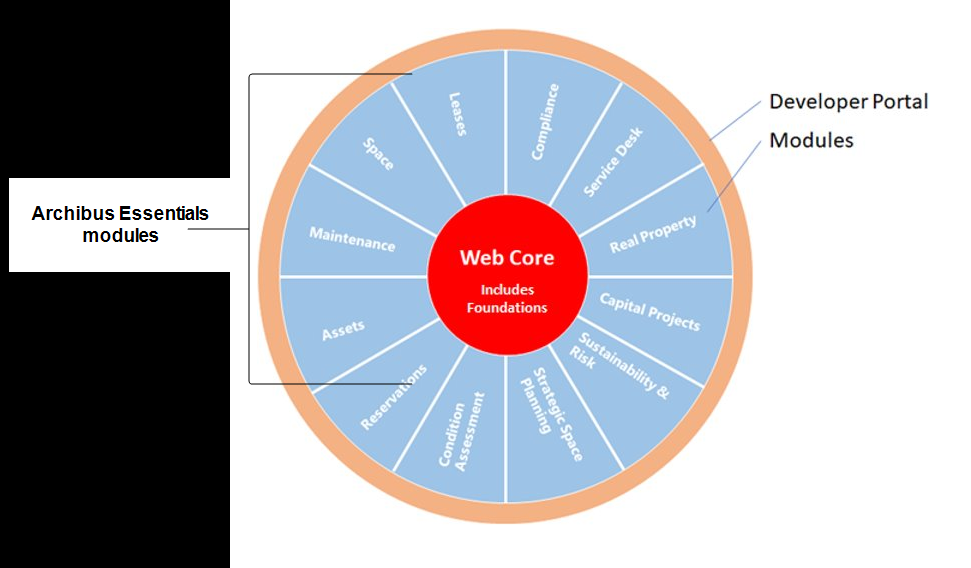 Archibus Essentials
modules
Leases
Compliance
Space
Service Desk
Maintenance
Real Property
Web Core
Includes
Foundations
Assets
Capital Projects
Reservations
Sustainability &
Risk
Condition
Assessment
Strategic Space
Planning
Developer Portal
Modules